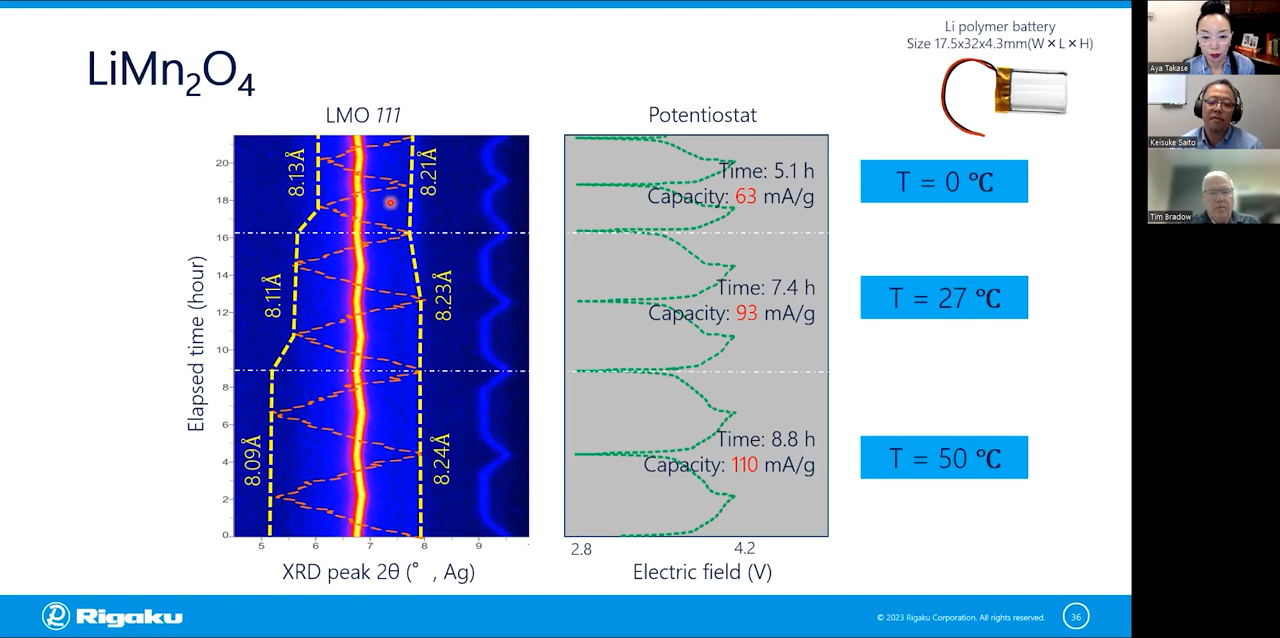 Li polymer battery
Size 17.5x32x4.3mm(W×L×H)
LiMn2O4
LMO 111
Potentiostat
Elapsed time (hour)
20
18
16
14
12
10
8
6
4
2
0
8.13Å
8.21Å
8.11Å
8.23Å
8.09Å
8.24Å
5 6 7 8 9
XRD peak 2θ (° , Ag)
Time: 5.1 h
Capacity: 63 mA/g
Time: 7.4 h
Capacity: 93 mA/g
Time: 8.8 h
Capacity: 110 mA/g
2.8 4.2
Electric field (V)
T = 0 ℃
T = 27 ℃
T = 50 ℃
Rigaku
© 2023 Rigaku Corporation. All rights reserved.
36
Aya Takase
Keisuke Saito
Tim Bradow